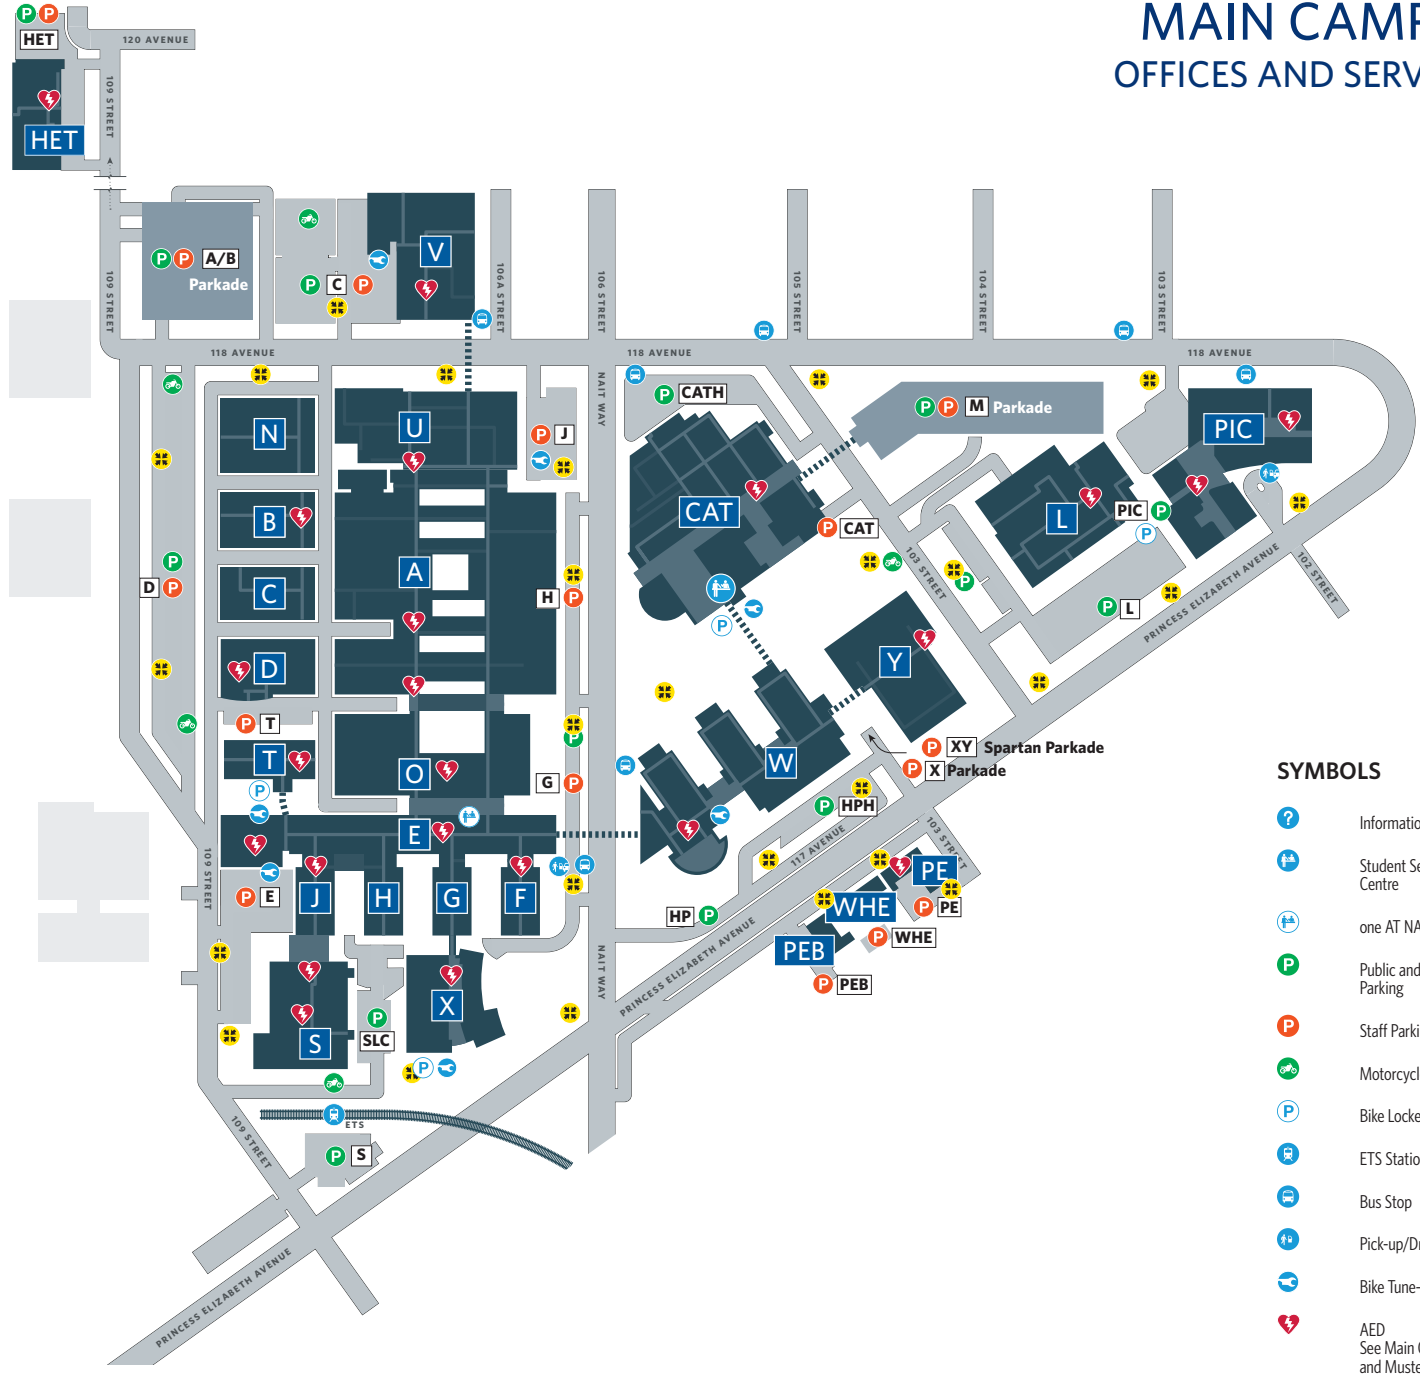 MAIN CAMP
OFFICES AND SERV
P P
HET
120 AVENUE
109 STREET
HET
P P A/B
Parkade
109 STREET
P C P
V
106A STREET
106 STREET
105 STREET
104 STREET
103 STREET
118 AVENUE
118 AVENUE
118 AVENUE
NAIT WAY
P CATH
P P M Parkade
N
U
P J
PIC
B
CAT
L
PIC P
P
P CAT
103 STREET
102 STREET
P
D P
C
A
H P
P
P L
PRINCESS ELIZABETH AVENUE
D
Y
P T
P
T
O
G P
W
P XY Spartan Parkade
P X Parkade
P
P HPH
117 AVENUE
103 STREET
E
109 STREET
P E
J
H
G
F
HP P
PE
P PE
WHE
P WHE
PEB
P PEB
PRINCESS ELIZABETH AVENUE
NAIT WAY
X
S
P
SLC
P
109 STREET
ETS
P S
PRINCESS ELIZABETH AVENUE
SYMBOLS
? Informatio
Student Se
Centre
one AT NA
P Public and
Parking
P Staff Parki
Motorcycl
P Bike Locke
ETS Statio
Bus Stop
Pick-up/Dr
Bike Tune-
AED
See Main C
and Muste